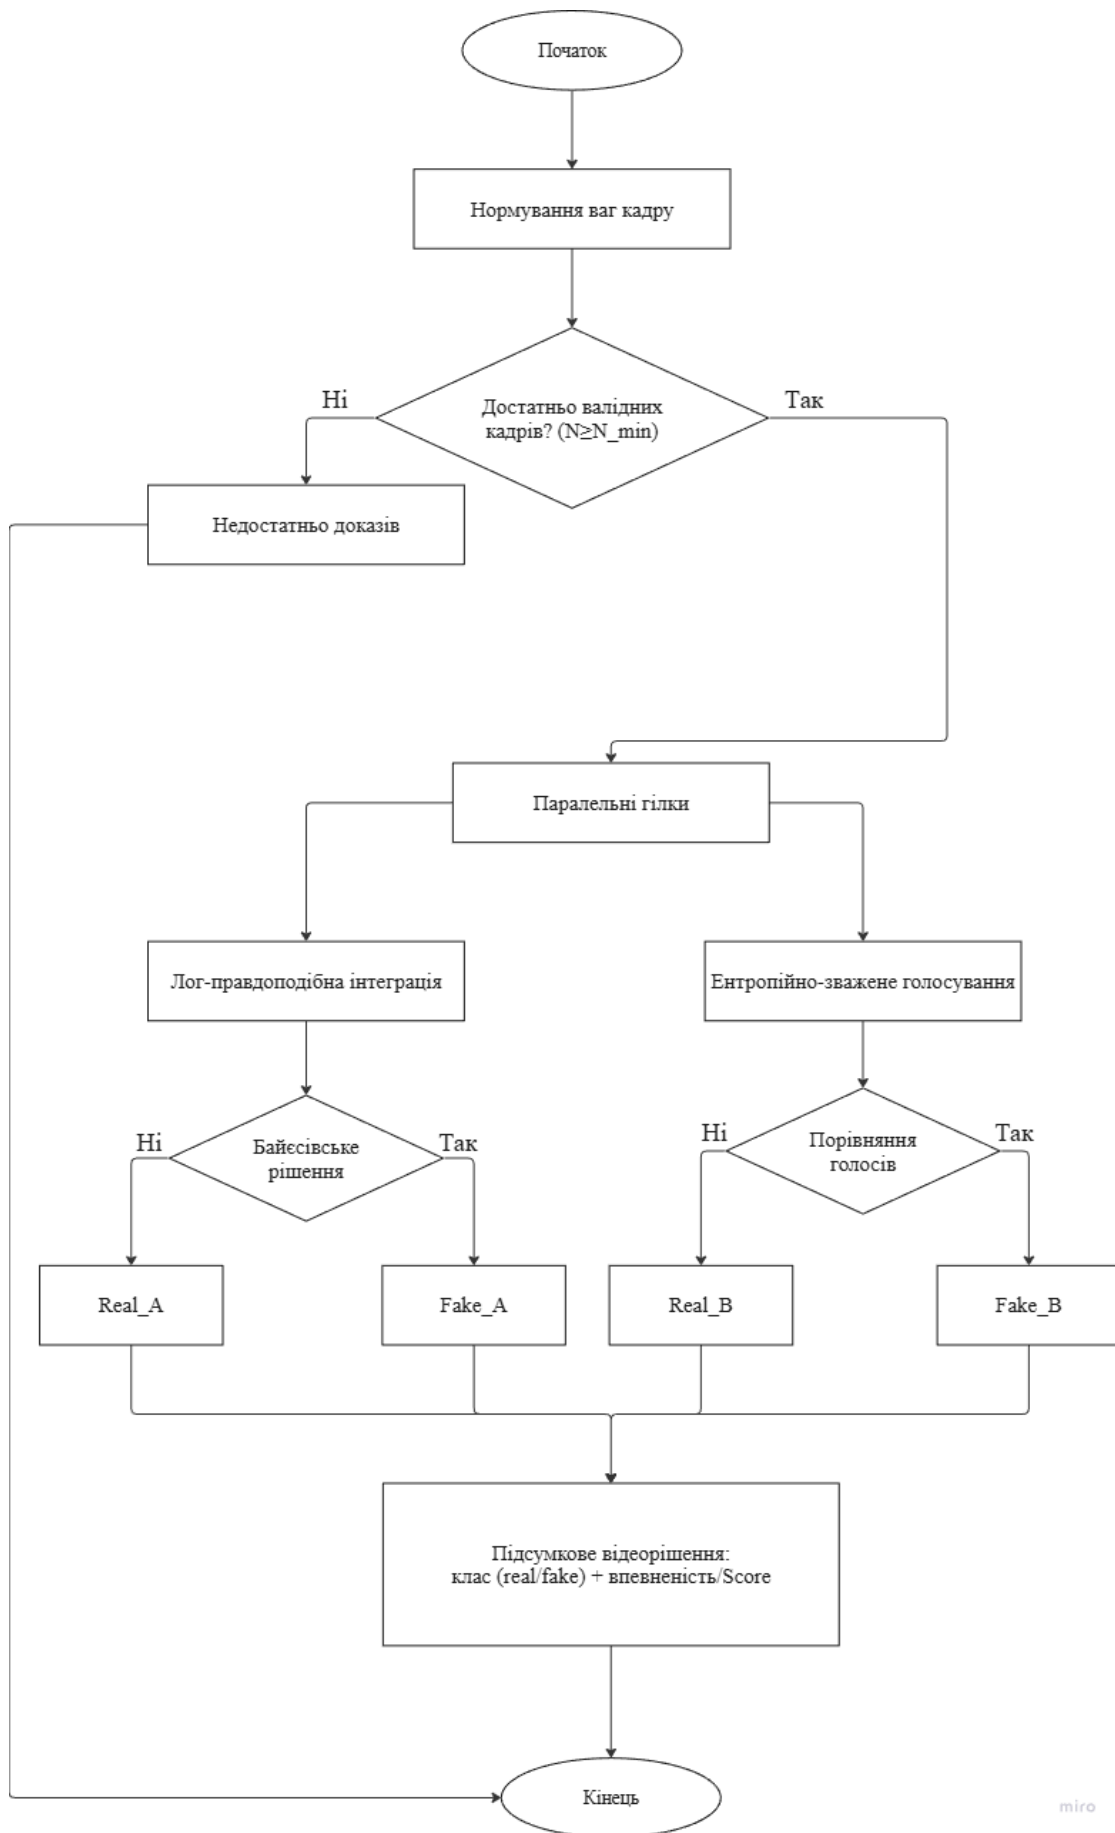 Початок
Нормування ваг кадру
Ні
Так
Достатньо валідних
кадрів? (N≥N_min)
Недостатньо доказів
Паралельні гілки
Лог-правдоподібна інтеграція
Ентропійно-зважене голосування
Ні
Так
Байєсівське
рішення
Ні
Так
Порівняння
голосів
Real_A
Fake_A
Real_B
Fake_B
Підсумкове відеорішення:
клас (real/fake) + впевненість/Score
Кінець
miro